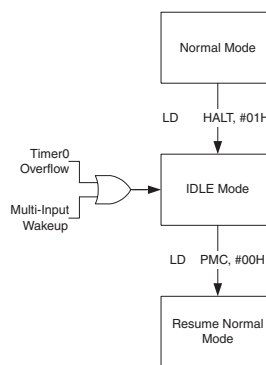 Normal Mode
LD HALT, #01H
Timer0
Overflow
Multi-Input
Wakeup
IDLE Mode
LD PMC, #00H
Resume Normal
Mode